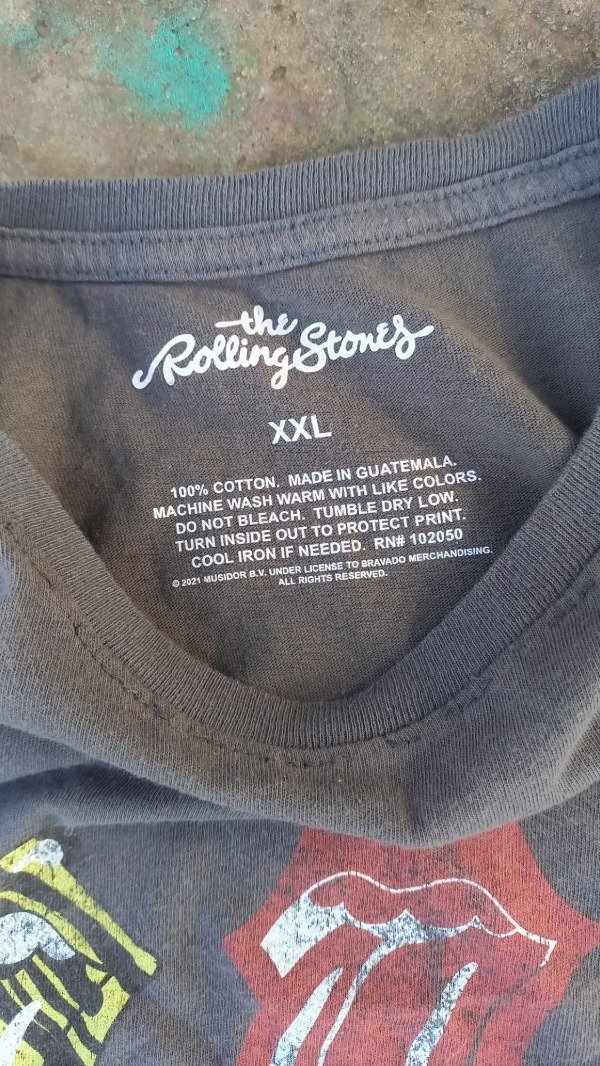 the
Rolling Stones
XXL
100% COTTON. MADE IN GUATEMALA.
MACHINE WASH WARM WITH LIKE COLORS.
DO NOT BLEACH. TUMBLE DRY LOW.
TURN INSIDE OUT TO PROTECT PRINT.
COOL IRON IF NEEDED. RN# 102050
© 2021 MUSIDOR B.V. UNDER LICENSE TO BRAVADO MERCHANDISING.
ALL RIGHTS RESERVED.